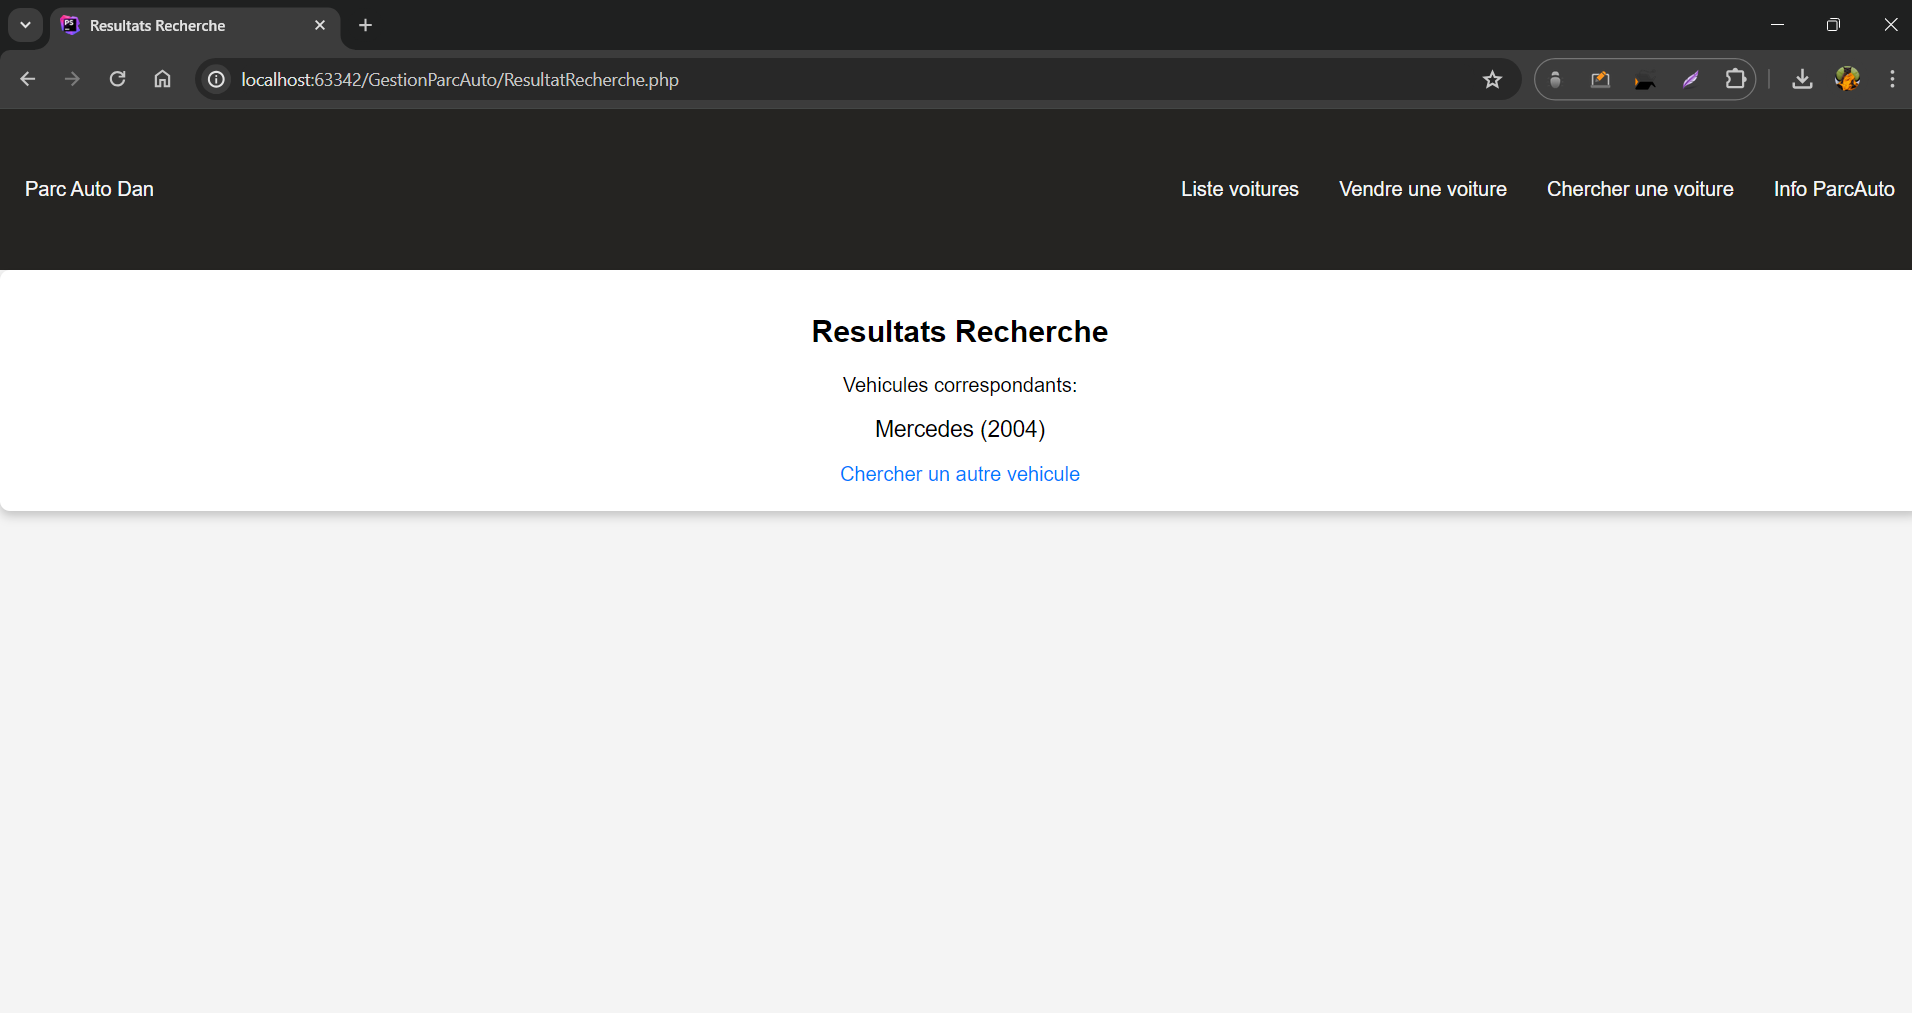 Resultats Recherche
localhost:63342/GestionParcAuto/ResultatRecherche.php
Parc Auto Dan
Liste voitures
Vendre une voiture
Chercher une voiture
Info ParcAuto
Resultats Recherche
Vehicules correspondants:
Mercedes (2004)
Chercher un autre vehicule